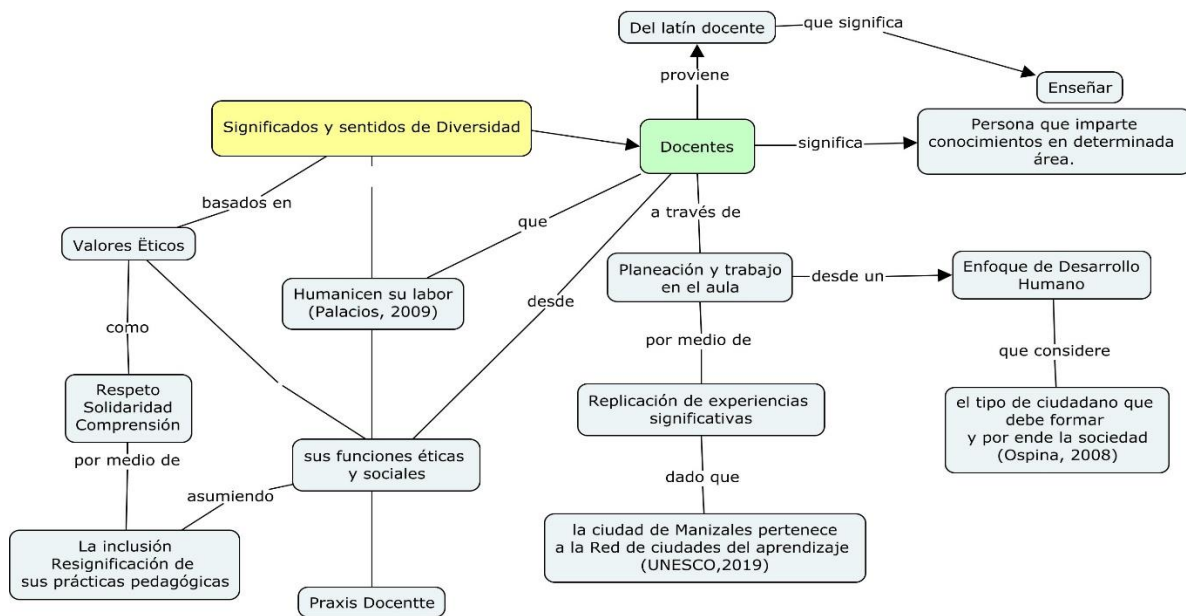 Del latín docente
que significa
proviene
Enseñar
Significados y sentidos de Diversidad
Docentes
significa
Persona que imparte
conocimientos en determinada
área.
basados en
que
a través de
Valores Ëticos
Humanicen su labor
(Palacios, 2009)
desde
Planeación y trabajo
en el aula
desde un
Enfoque de Desarrollo
Humano
como
por medio de
que considere
Respeto
Solidaridad
Comprensión
Replicación de experiencias
significativas
el tipo de ciudadano que
debe formar
y por ende la sociedad
(Ospina, 2008)
por medio de
sus funciones éticas
y sociales
dado que
asumiendo
La inclusión
Resignificación de
sus prácticas pedagógicas
la ciudad de Manizales pertenece
a la Red de ciudades del aprendizaje
(UNESCO,2019)
Praxis Docentte